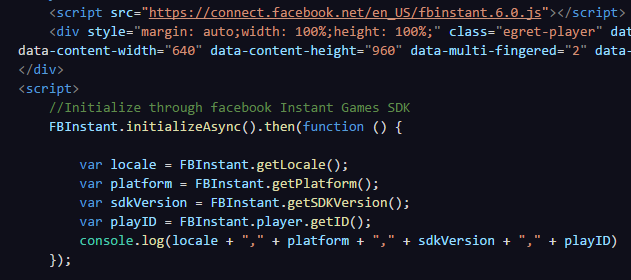 <script src="https://connect.facebook.net/en_US/fbinstant.6.0.js"></script>
<div style="margin: auto;width: 100%;height: 100%;" class="egret-player" dat
data-content-width="640" data-content-height="960" data-multi-fingered="2" data-
</div>
<script>
//Initialize through facebook Instant Games SDK
FBInstant.initializeAsync().then(function () {
var locale = FBInstant.getLocale();
var platform = FBInstant.getPlatform();
var sdkVersion = FBInstant.getSDKVersion();
var playID = FBInstant.player.getID();
console.log(locale + "," + platform + "," + sdkVersion + "," + playID)
});